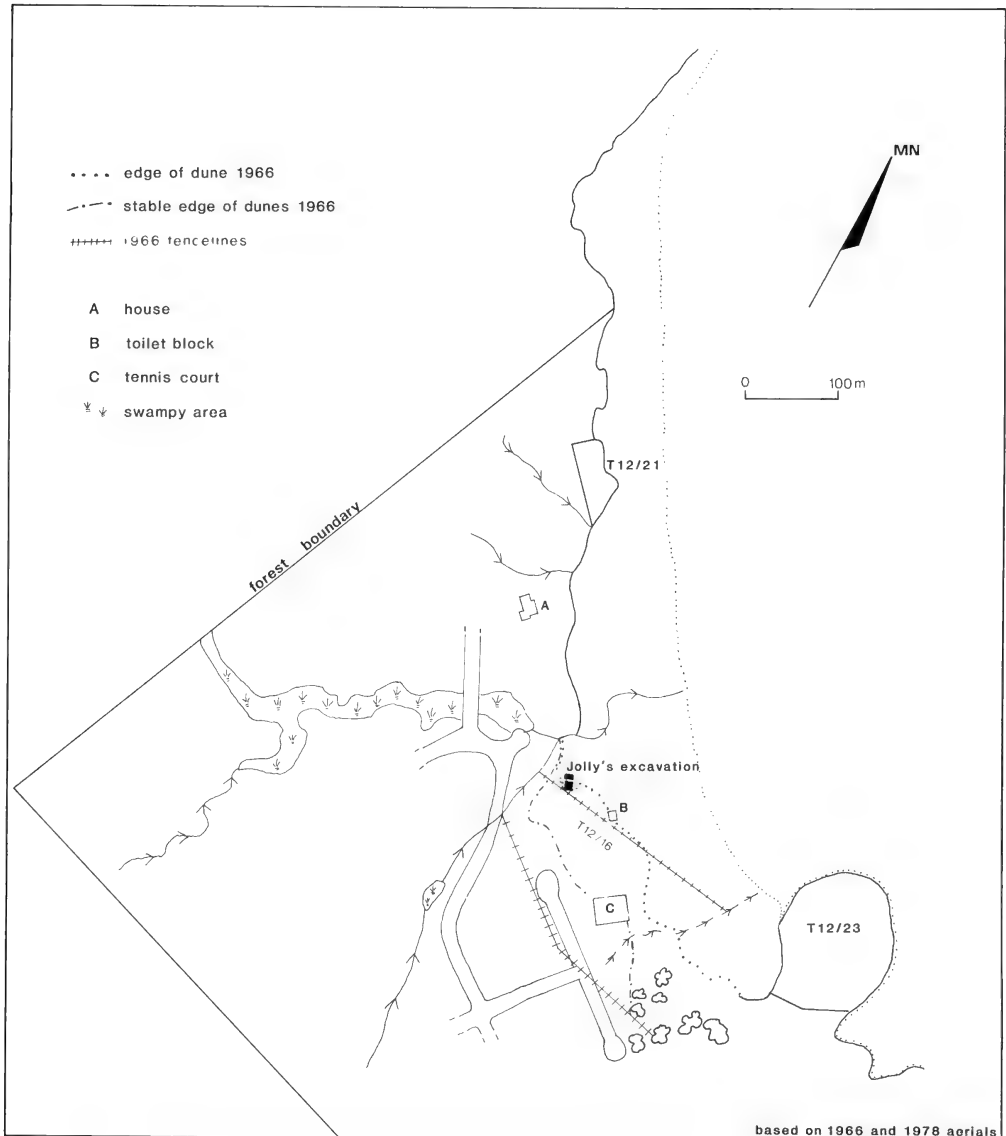 edge of dune 1966
stable edge of dunes 1966
1966 fencelines
A house
B toilet block
C tennis court
swampy area
MN
0 100m
T12/21
forest boundary
A
Jolly's excavation
B
T12/16
C
T12/23
based on 1966 and 1978 aerials